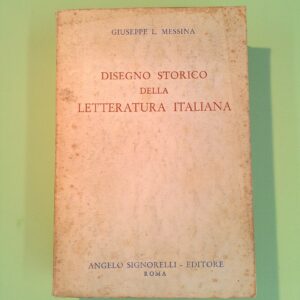 GIUSEPPE L. MESSINA
DISEGNO STORICO
DELLA
LETTERATURA ITALIANA
ANGELO SIGNORELLI - EDITORE
ROMA